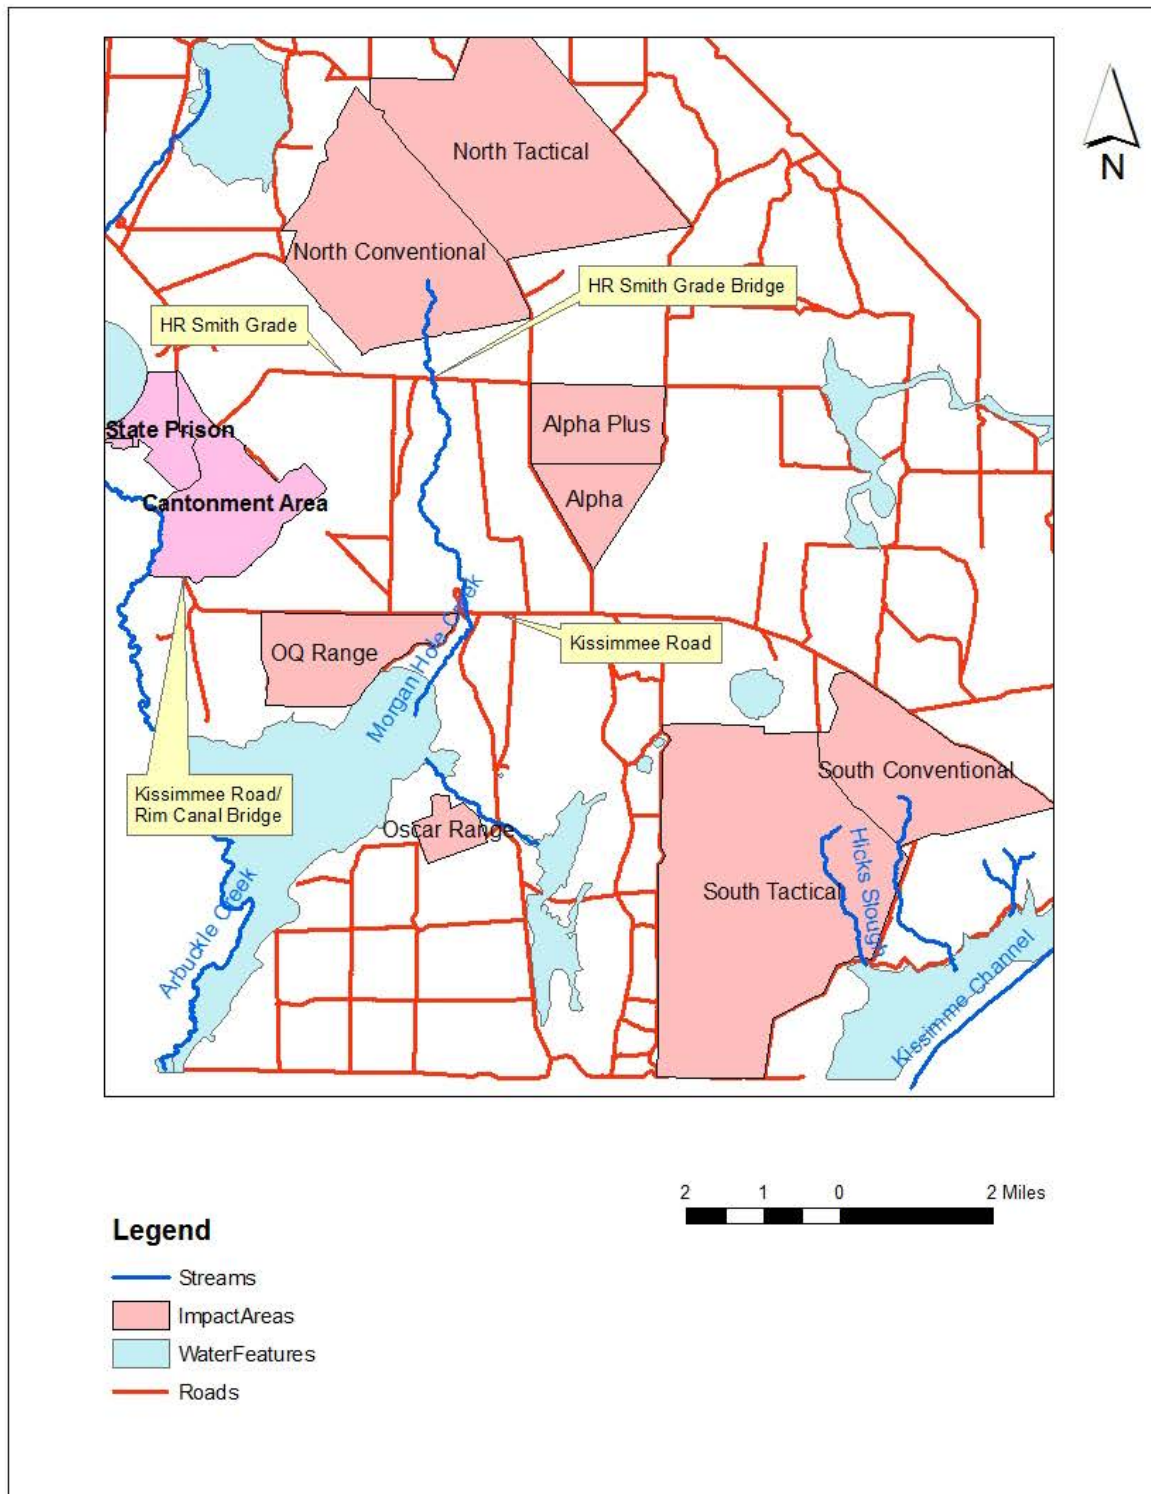 North Tactical
N
North Conventional
HR Smith Grade Bridge
HR Smith Grade
Alpha Plus
State Prison
Alpha
Cantonment Area
Morgan Hole Creek
Kissimmee Road
OQ Range
South Conventional
Kissimmee Road/
Rim Canal Bridge
Oscar Range
Hicks Slough
South Tactical
Arbuckle Creek
Kissimme Channel
2 1 0 2 Miles
Legend
Streams
ImpactAreas
WaterFeatures
Roads